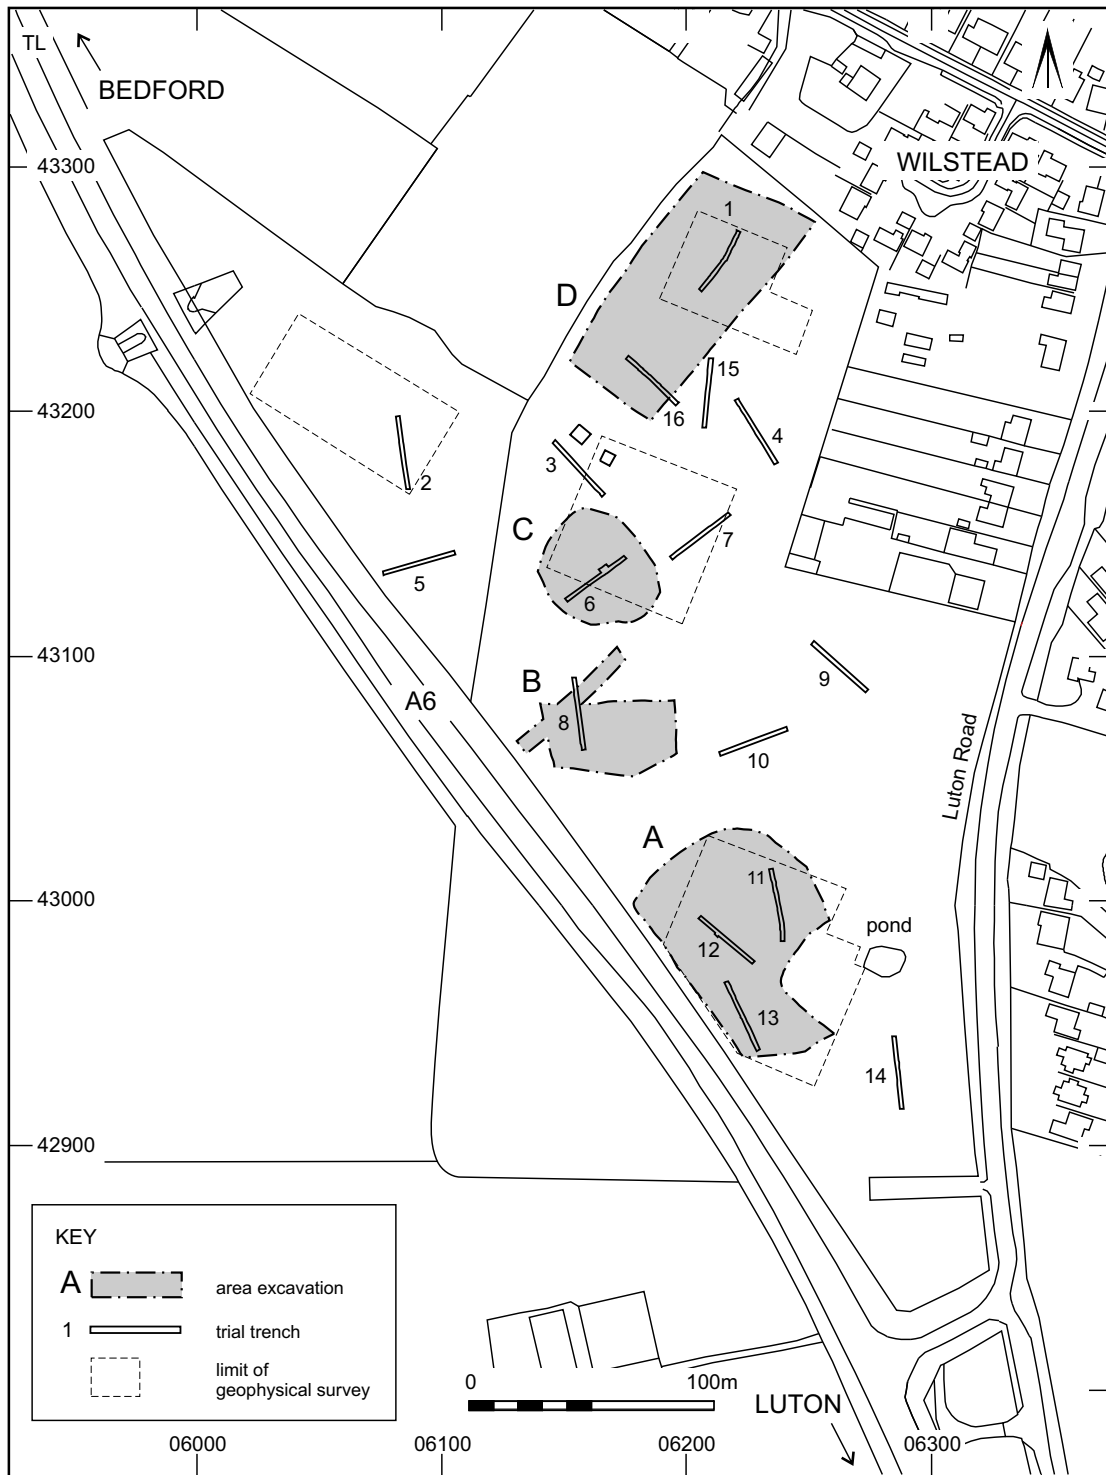 TL
BEDFORD
WILSTEAD
43300
1
D
15
43200
16
4
3
2
C
7
5
6
43100
9
B
A6
8
10
Luton Road
A
11
43000
pond
12
13
14
42900
KEY
A area excavation
1 trial trench
limit of
geophysical survey
0 100m
LUTON
06000 06100 06200 06300